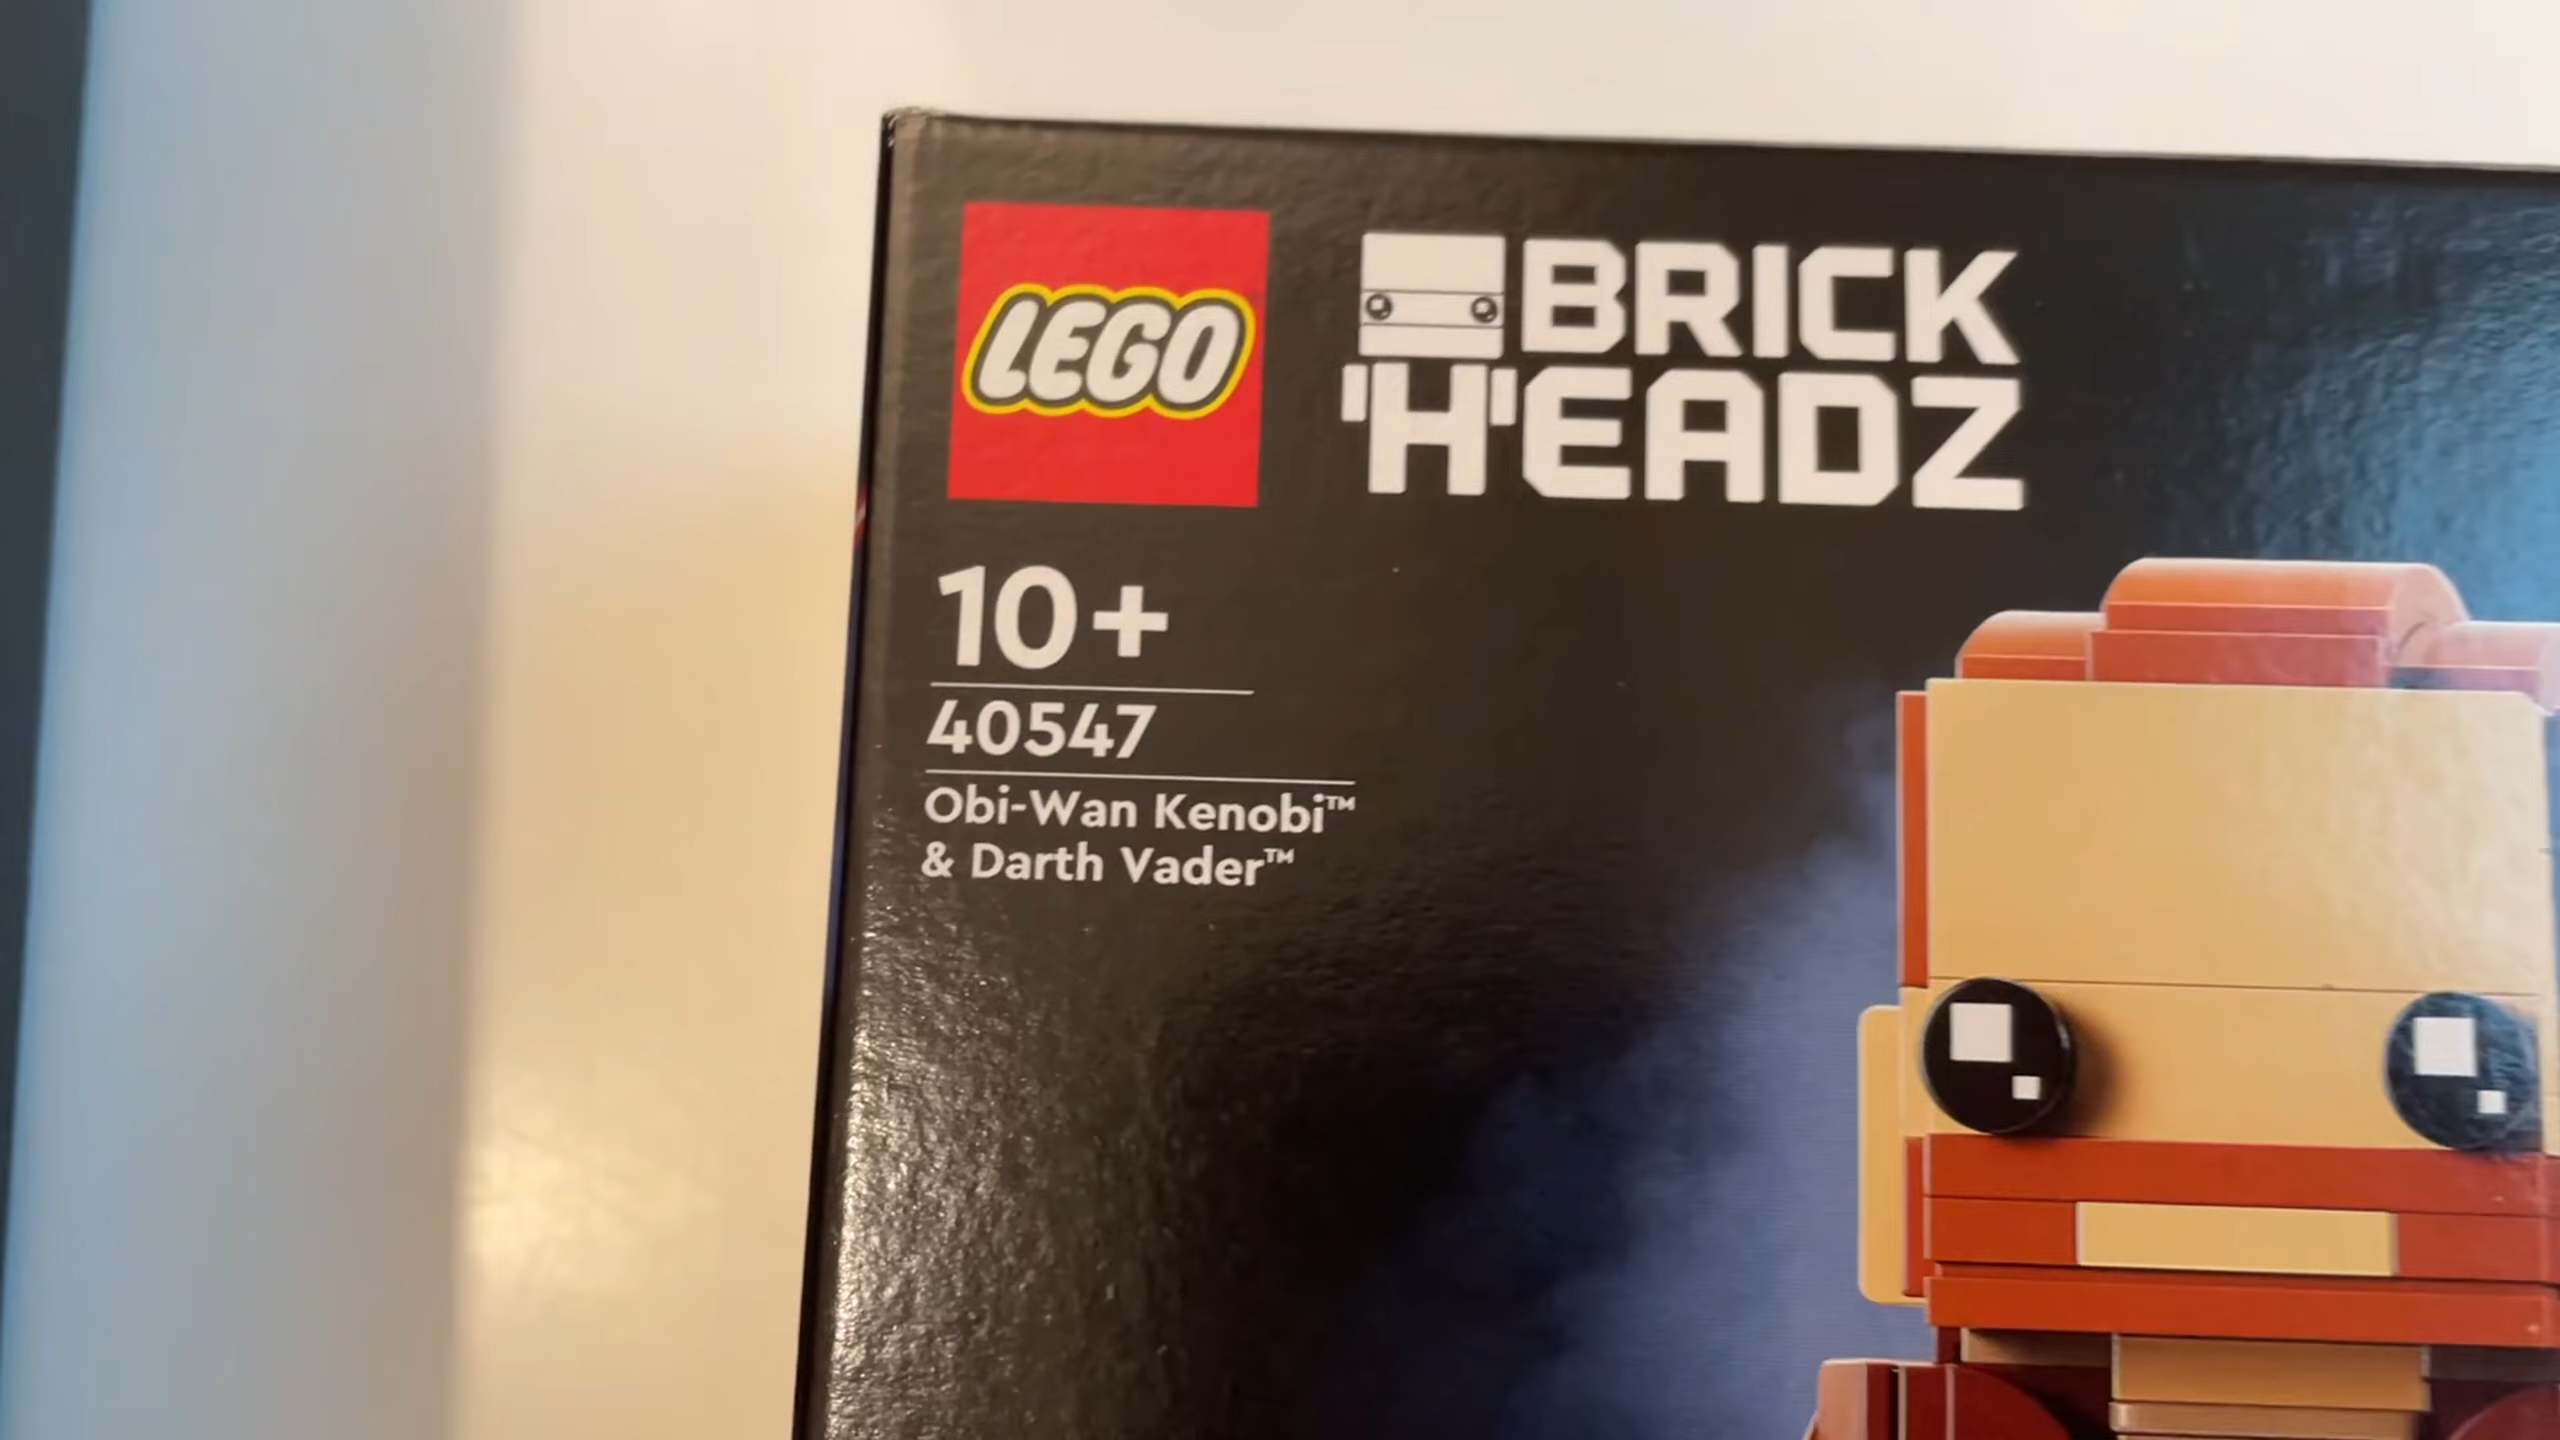 LEGO
BRICK
HEADZ
10+
40547
Obi-Wan Kenobi™
& Darth Vader™